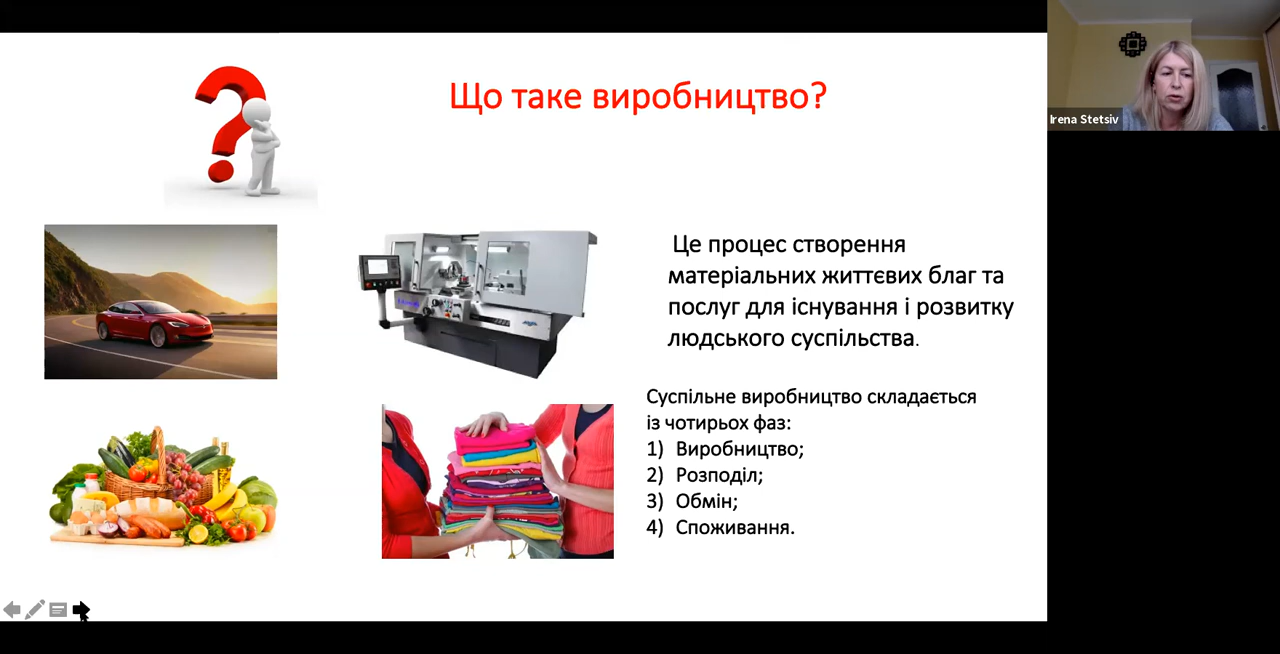 Що таке виробництво?
Irena Stetsiv
Це процес створення
матеріальних життєвих благ та
послуг для існування і розвитку
людського суспільства.
Суспільне виробництво складається
із чотирьох фаз:
1) Виробництво;
2) Розподіл;
3) Обмін;
4) Споживання.